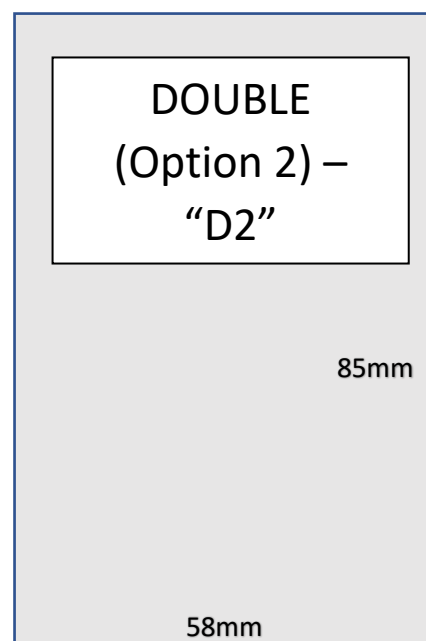 DOUBLE
(Option 2) –
“D2”
85mm
58mm